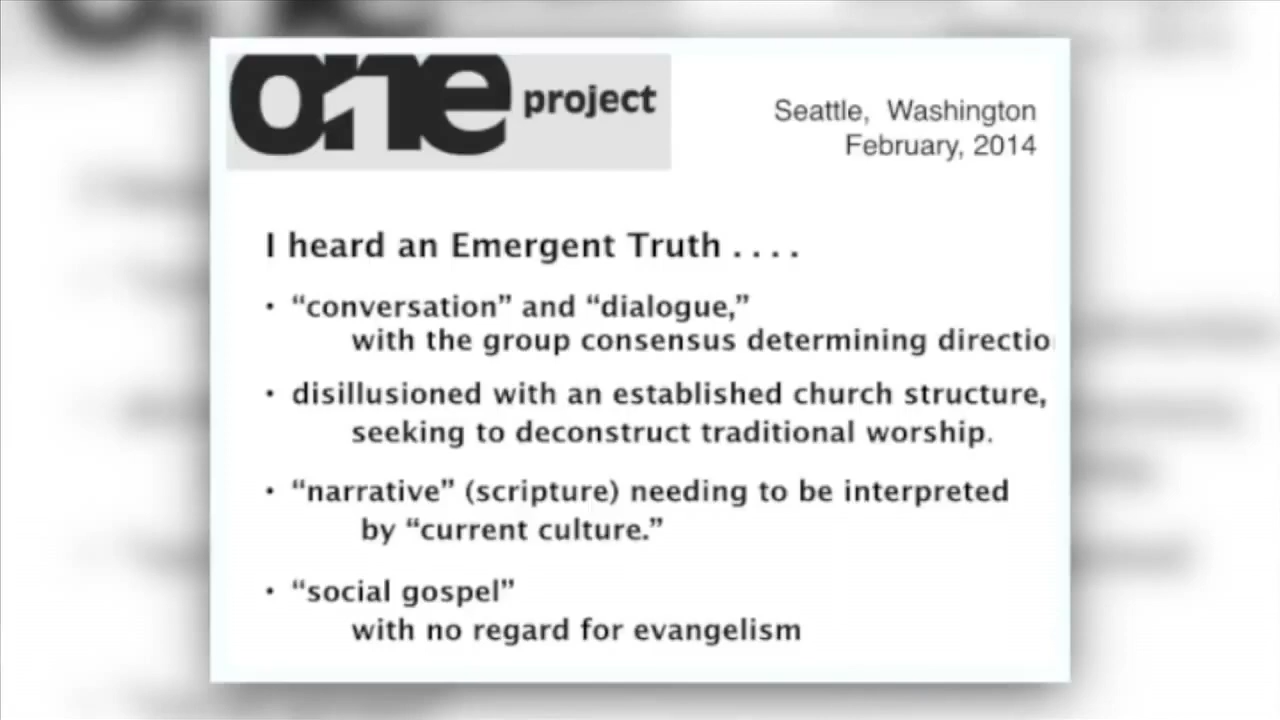 one project
Seattle, Washington
February, 2014
I heard an Emergent Truth . . . .
• “conversation” and “dialogue,”
with the group consensus determining directio
• disillusioned with an established church structure,
seeking to deconstruct traditional worship.
• “narrative” (scripture) needing to be interpreted
by “current culture.”
• “social gospel”
with no regard for evangelism